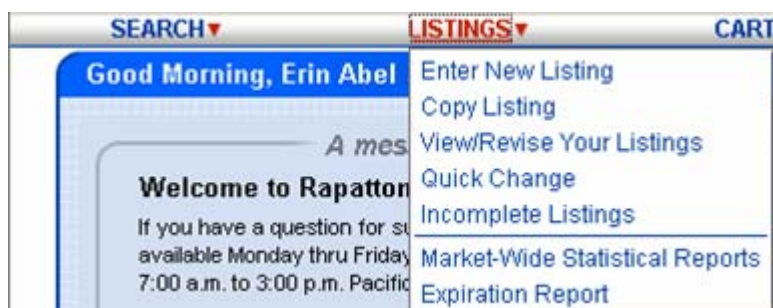 SEARCH▼ LISTINGS▼ CART
Good Morning, Erin Abel
A mes
Welcome to Rapatton
If you have a question for su
available Monday thru Friday
7:00 a.m. to 3:00 p.m. Pacific
Enter New Listing
Copy Listing
View/Revise Your Listings
Quick Change
Incomplete Listings
Market-Wide Statistical Reports
Expiration Report